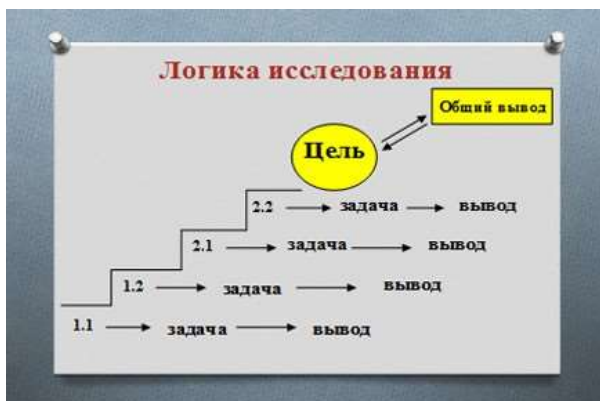 Логика исследования
Общий вывод
Цель
2.2 задача вывод
2.1 задача вывод
1.2 задача вывод
1.1 задача вывод